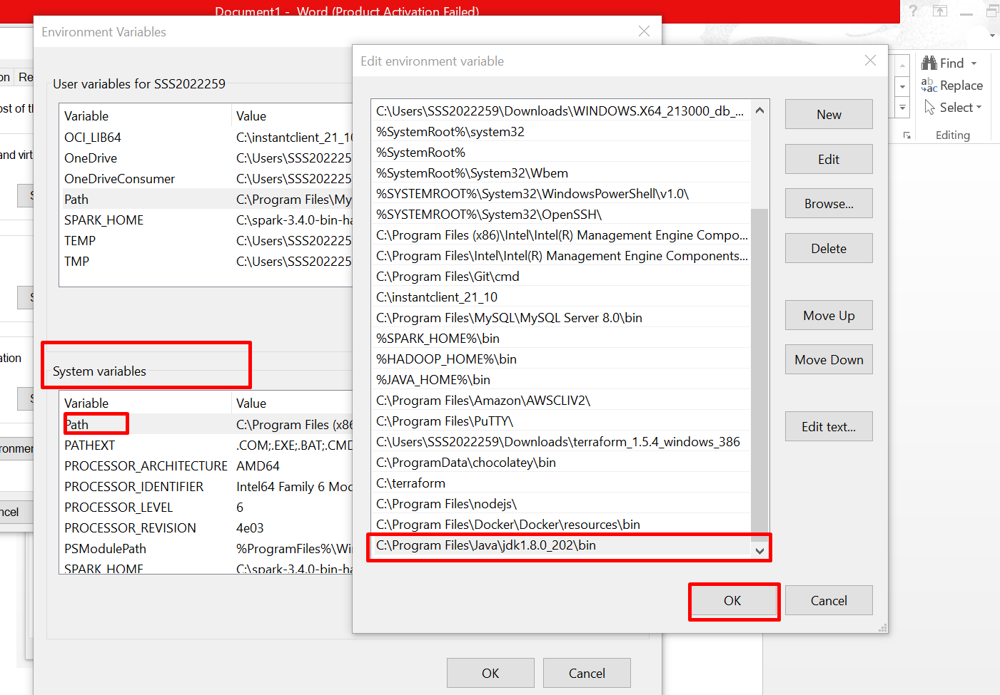 Document1 - Word (Product Activation Failed)
?
Environment Variables
Edit environment variable
Find
Replace
Select
Editing
on
Re
ost of th
and virt
ation
ronmer
ncel
User variables for SSS2022259
Variable Value
OCI_LIB64 C:\instantclient_21_10
OneDrive C:\Users\SSS202225
OneDriveConsumer C:\Users\SSS202225
Path C:\Program Files\My
SPARK_HOME C:\spark-3.4.0-bin-ha
TEMP C:\Users\SSS202225
TMP C:\Users\SSS202225
System variables
Variable Value
Path C:\Program Files (x86
PATHEXT .COM;.EXE;.BAT;.CMD
PROCESSOR_ARCHITECTURE AMD64
PROCESSOR_IDENTIFIER Intel64 Family 6 Mod
PROCESSOR_LEVEL 6
PROCESSOR_REVISION 4e03
PSModulePath %ProgramFiles%\Wi
SPARK_HOME C:\spark-3.4.0-bin-ha
OK
Cancel
C:\Users\SSS2022259\Downloads\WINDOWS.X64_213000_db_...
%SystemRoot%\system32
%SystemRoot%
%SystemRoot%\System32\Wbem
%SYSTEMROOT%\System32\WindowsPowerShell\v1.0\
%SYSTEMROOT%\System32\OpenSSH\
C:\Program Files (x86)\Intel\Intel(R) Management Engine Compo...
C:\Program Files\Intel\Intel(R) Management Engine Components...
C:\Program Files\Git\cmd
C:\instantclient_21_10
C:\Program Files\MySQL\MySQL Server 8.0\bin
%SPARK_HOME%\bin
%HADOOP_HOME%\bin
%JAVA_HOME%\bin
C:\Program Files\Amazon\AWSCLIV2\
C:\Program Files\PuTTY\
C:\Users\SSS2022259\Downloads\terraform_1.5.4_windows_386
C:\ProgramData\chocolatey\bin
C:\terraform
C:\Program Files\nodejs\
C:\Program Files\Docker\Docker\resources\bin
C:\Program Files\Java\jdk1.8.0_202\bin
New
Edit
Browse...
Delete
Move Up
Move Down
Edit text...
OK
Cancel